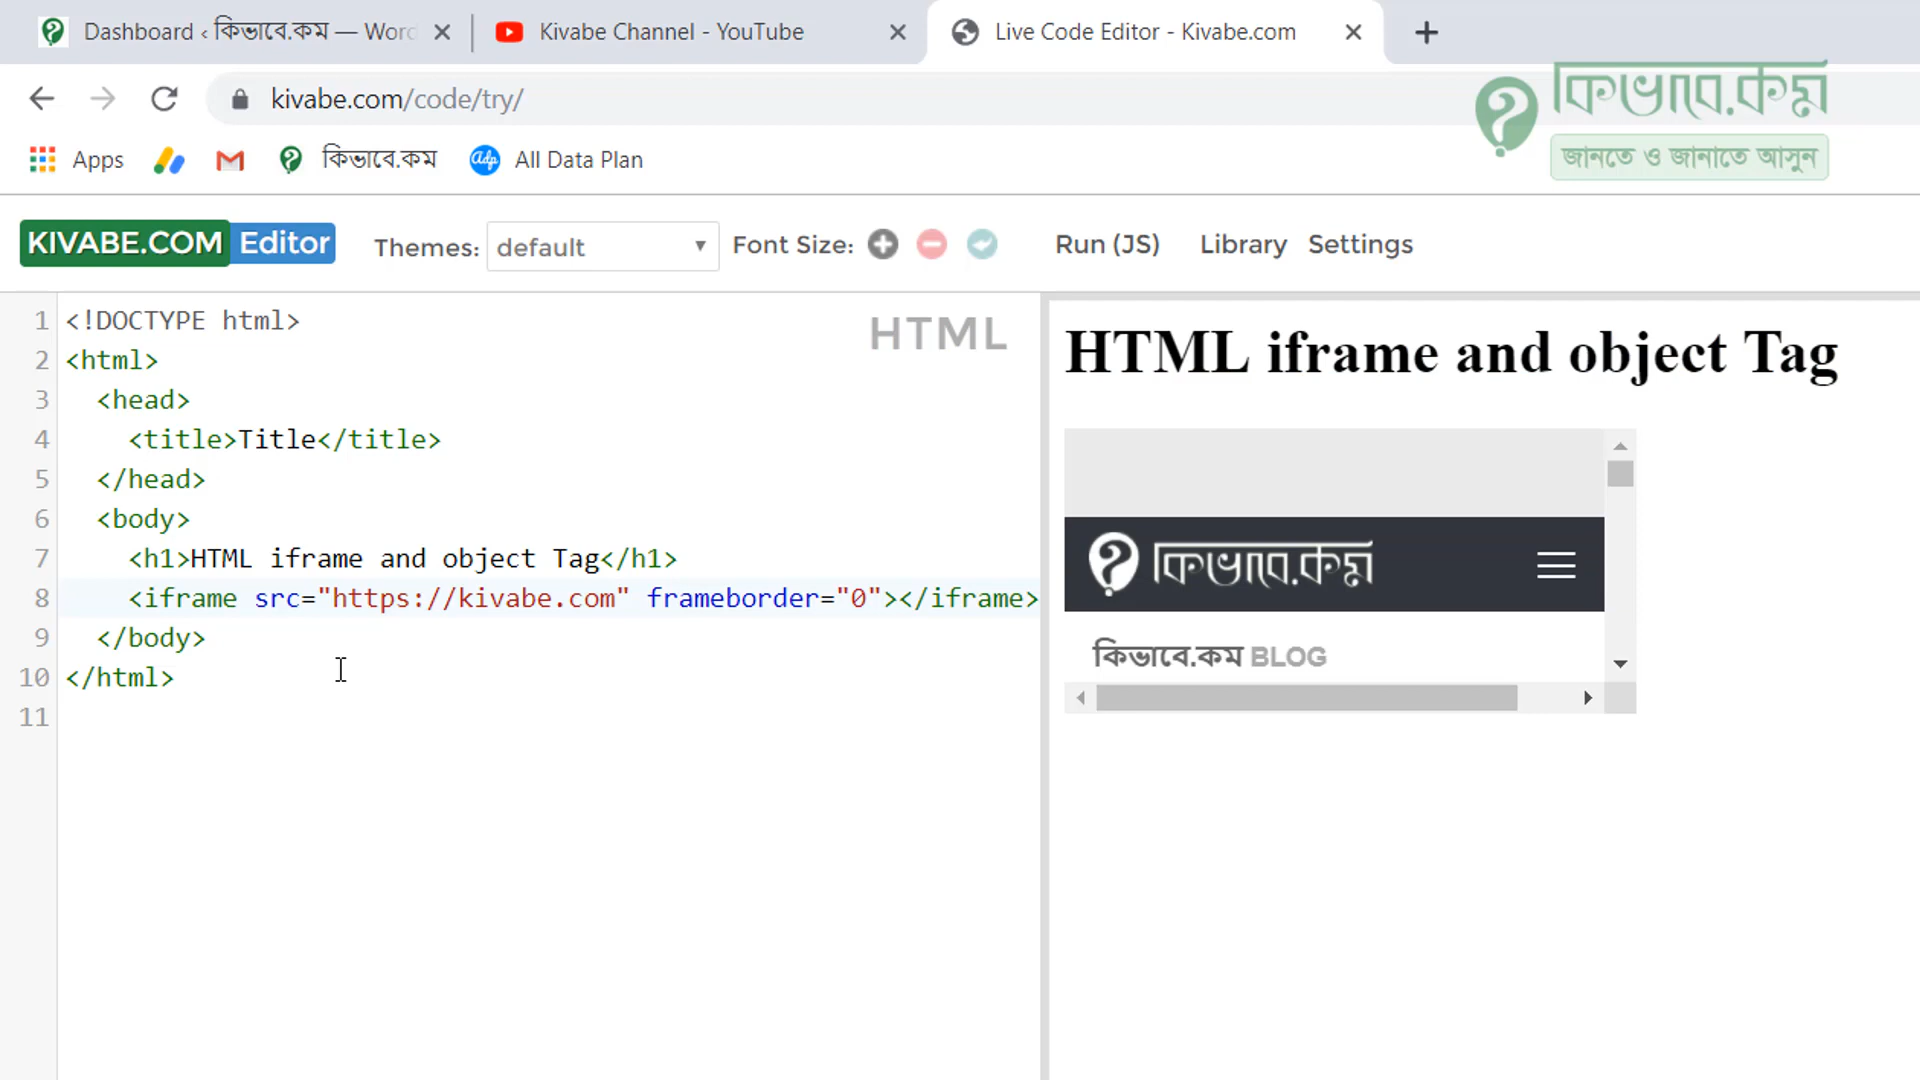 Dashboard ‹ কিভাবে.কম — Word
Kivabe Channel - YouTube
Live Code Editor - Kivabe.com
kivabe.com/code/try/
কিভাবে.কম
জানতে ও জানাতে আসুন
Apps
কিভাবে.কম
Adp
All Data Plan
KIVABE.COM Editor
Themes: default
Font Size:
Run (JS)
Library
Settings
HTML
1 <!DOCTYPE html>
2 <html>
3 <head>
4 <title>Title</title>
5 </head>
6 <body>
7 <h1>HTML iframe and object Tag</h1>
8 <iframe src="https://kivabe.com" frameborder="0"></iframe>
9 </body>
10 </html>
11
HTML iframe and object Tag
কিভাবে.কম
কিভাবে.কম BLOG